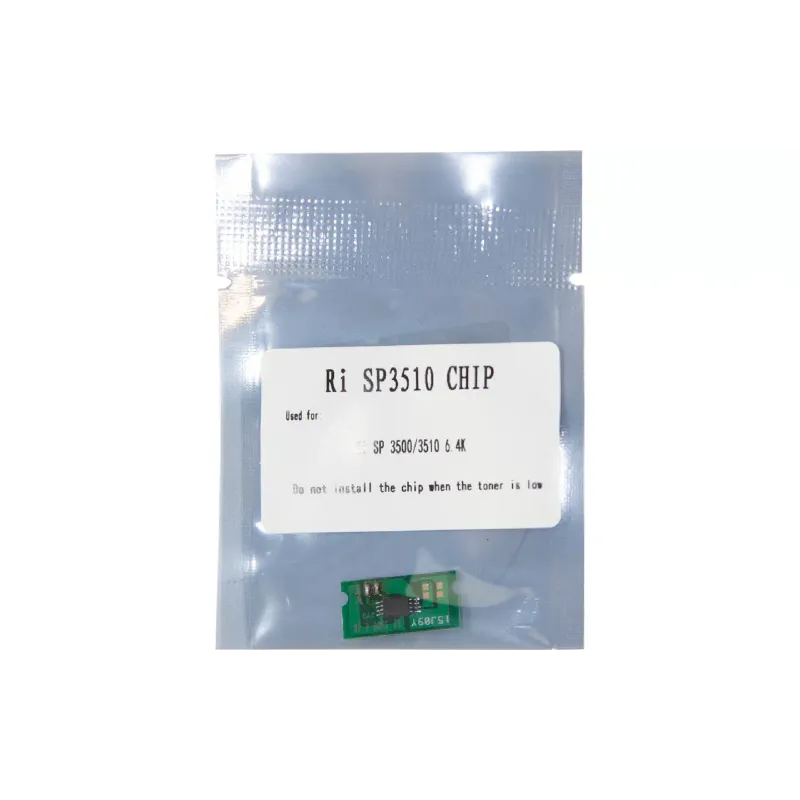 Ri SP3510 CHIP
Used for
SP 3500/3510 6.4K
Do not install the chip when the toner is low
15J09Y